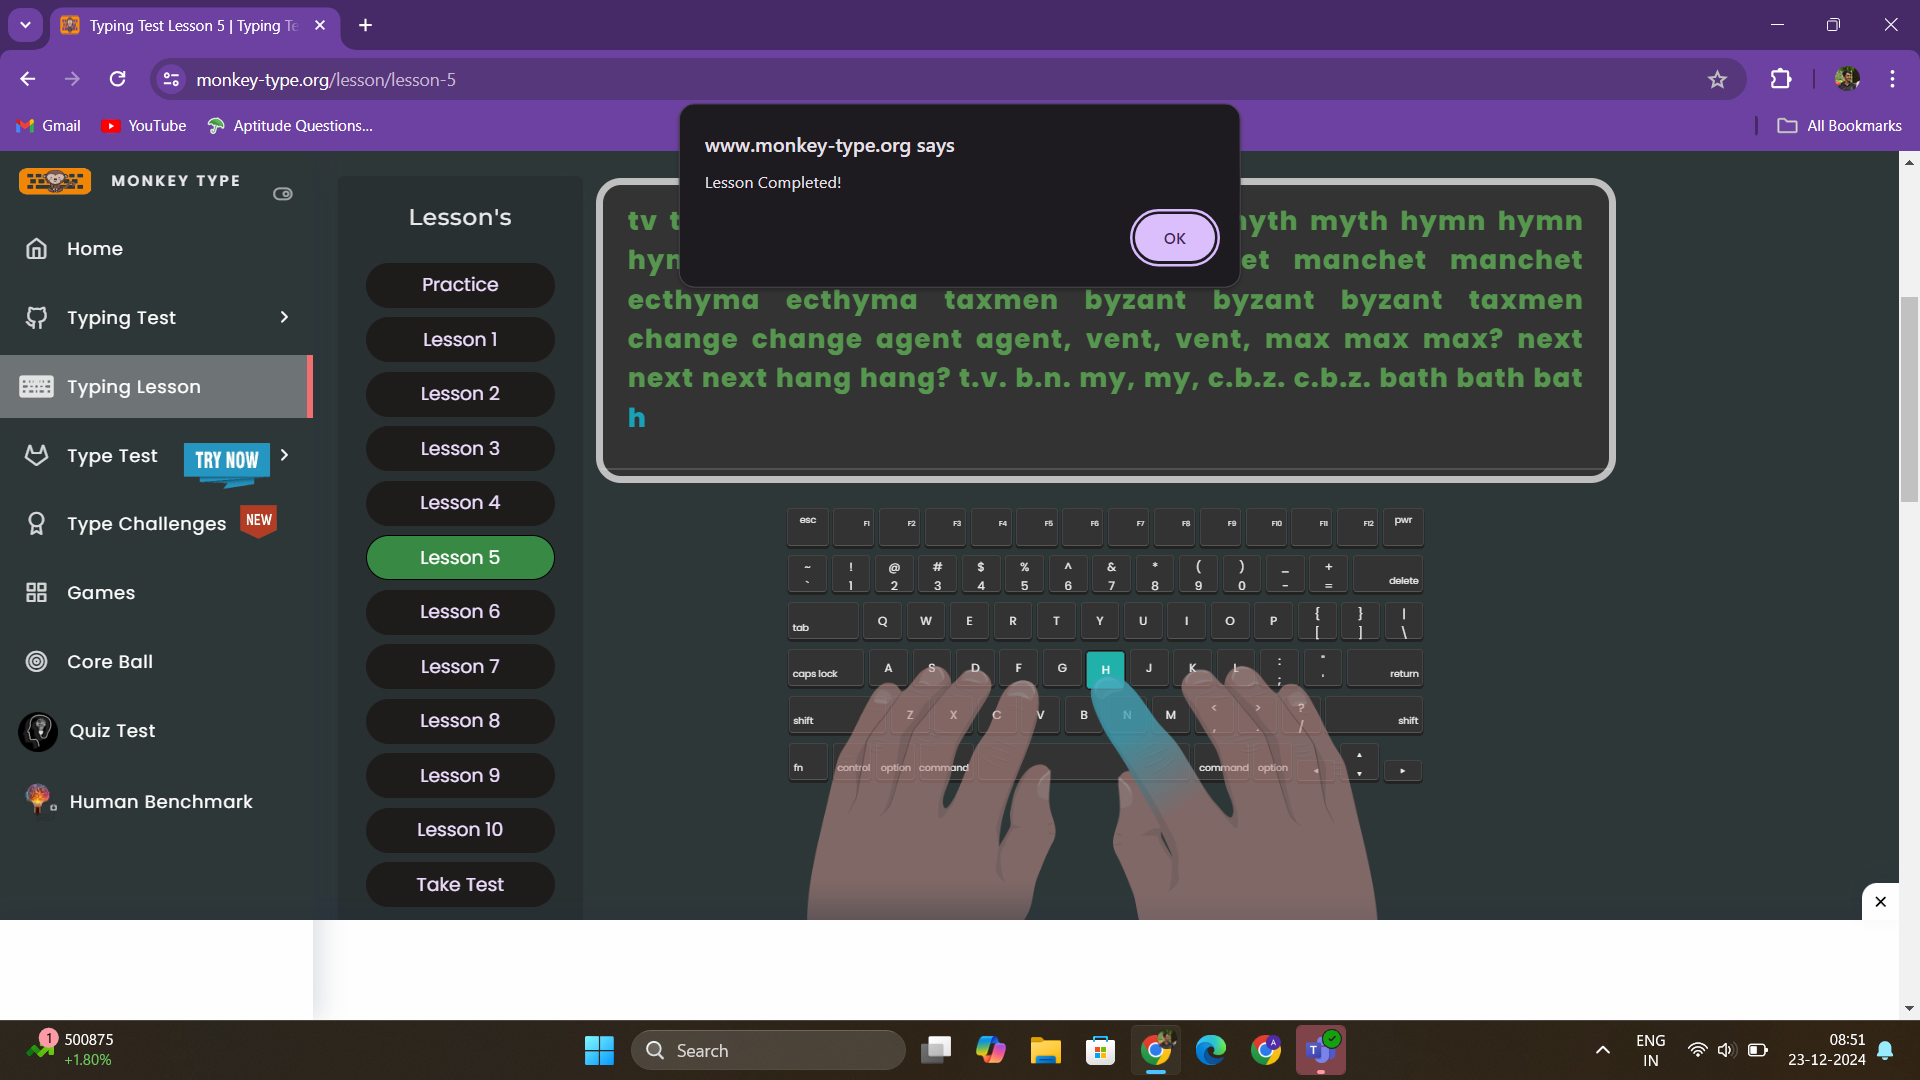 Typing Test Lesson 5 | Typing Te
monkey-type.org/lesson/lesson-5
Gmail
YouTube
Aptitude Questions...
All Bookmarks
MONKEY TYPE
Home
Typing Test
Typing Lesson
Type Test
TRY NOW
Type Challenges
NEW
Games
Core Ball
Quiz Test
Human Benchmark
Lesson's
Practice
Lesson 1
Lesson 2
Lesson 3
Lesson 4
Lesson 5
Lesson 6
Lesson 7
Lesson 8
Lesson 9
Lesson 10
Take Test
www.monkey-type.org says
Lesson Completed!
OK
tv myth hymn hymn
manchet manchet
ecthyma ecthyma taxmen byzant byzant byzant taxmen
change change agent agent, vent, vent, max max max? next
next next hang hang? t.v. b.n. my, my, c.b.z. c.b.z. bath bath bat
h
esc F1 F2 F3 F4 F5 F6 F7 F8 F9 F10 F11 F12 pwr
~ ! @ # $ % ^ & * ( ) _ +
` 1 2 3 4 5 6 7 8 9 0 - = delete
tab Q W E R T Y U I O P { } |
[ ] \
caps lock A S D F G H J K L : " return
; '
shift Z X C V B N M < > ? shift
, . /
fn control option command command option
500875
+1.80%
1
Search
ENG
IN
08:51
23-12-2024